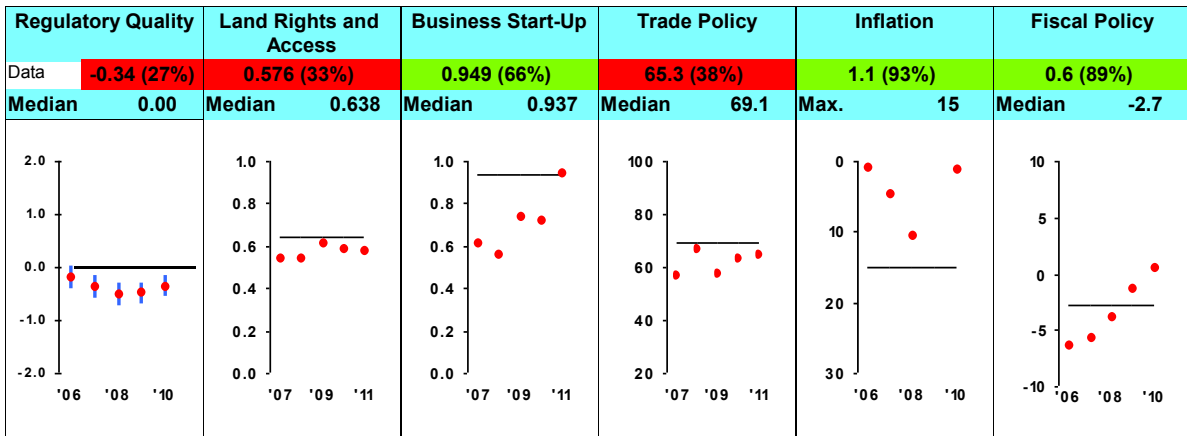 Regulatory Quality
Land Rights and
Access
Business Start-Up
Trade Policy
Inflation
Fiscal Policy
Data -0.34 (27%) 0.576 (33%) 0.949 (66%) 65.3 (38%) 1.1 (93%) 0.6 (89%)
Median 0.00 Median 0.638 Median 0.937 Median 69.1 Max. 15 Median -2.7
2.0
1.0
0.0
-1.0
-2.0
'06 '08 '10
1.0
0.8
0.6
0.4
0.2
0.0
'07 '09 '11
1.0
0.8
0.6
0.4
0.2
0.0
'07 '09 '11
100
80
60
40
20
'07 '09 '11
0
10
20
30
'06 '08 '10
10
5
0
-5
-10
'06 '08 '10